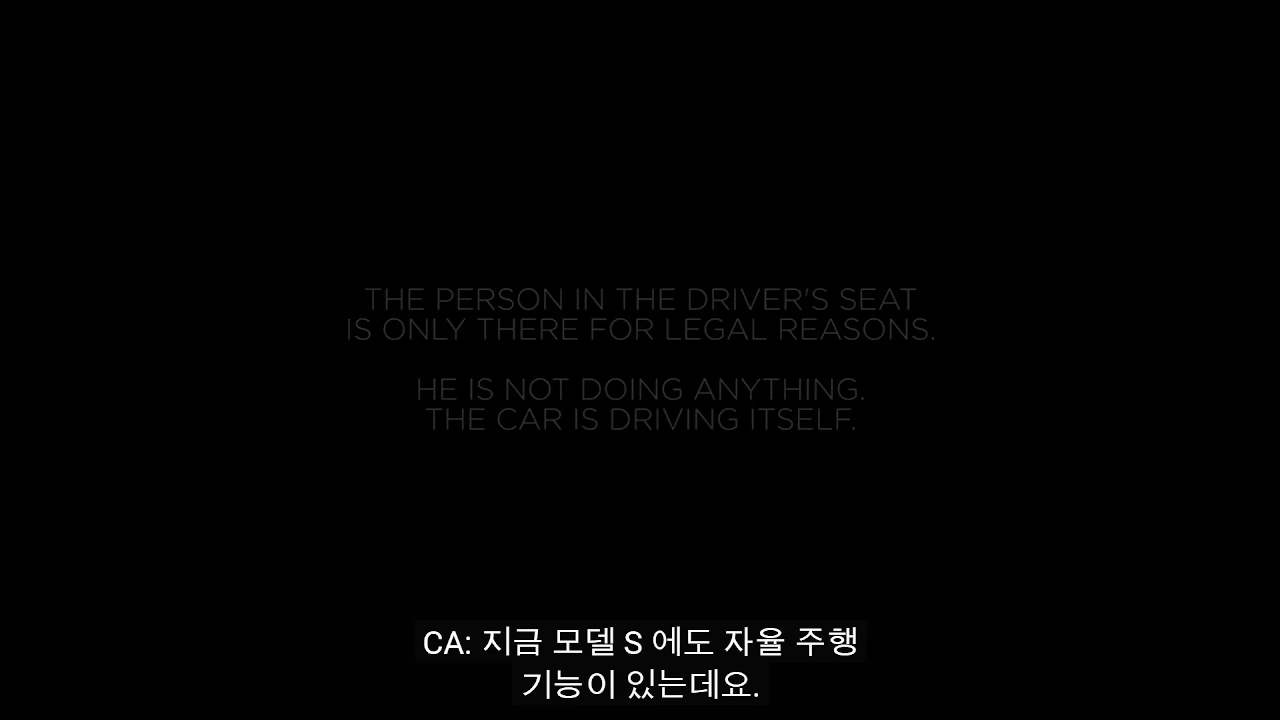 THE PERSON IN THE DRIVER'S SEAT
IS ONLY THERE FOR LEGAL REASONS.
HE IS NOT DOING ANYTHING.
THE CAR IS DRIVING ITSELF.
CA: 지금 모델 S 에도 자율 주행
기능이 있는데요.